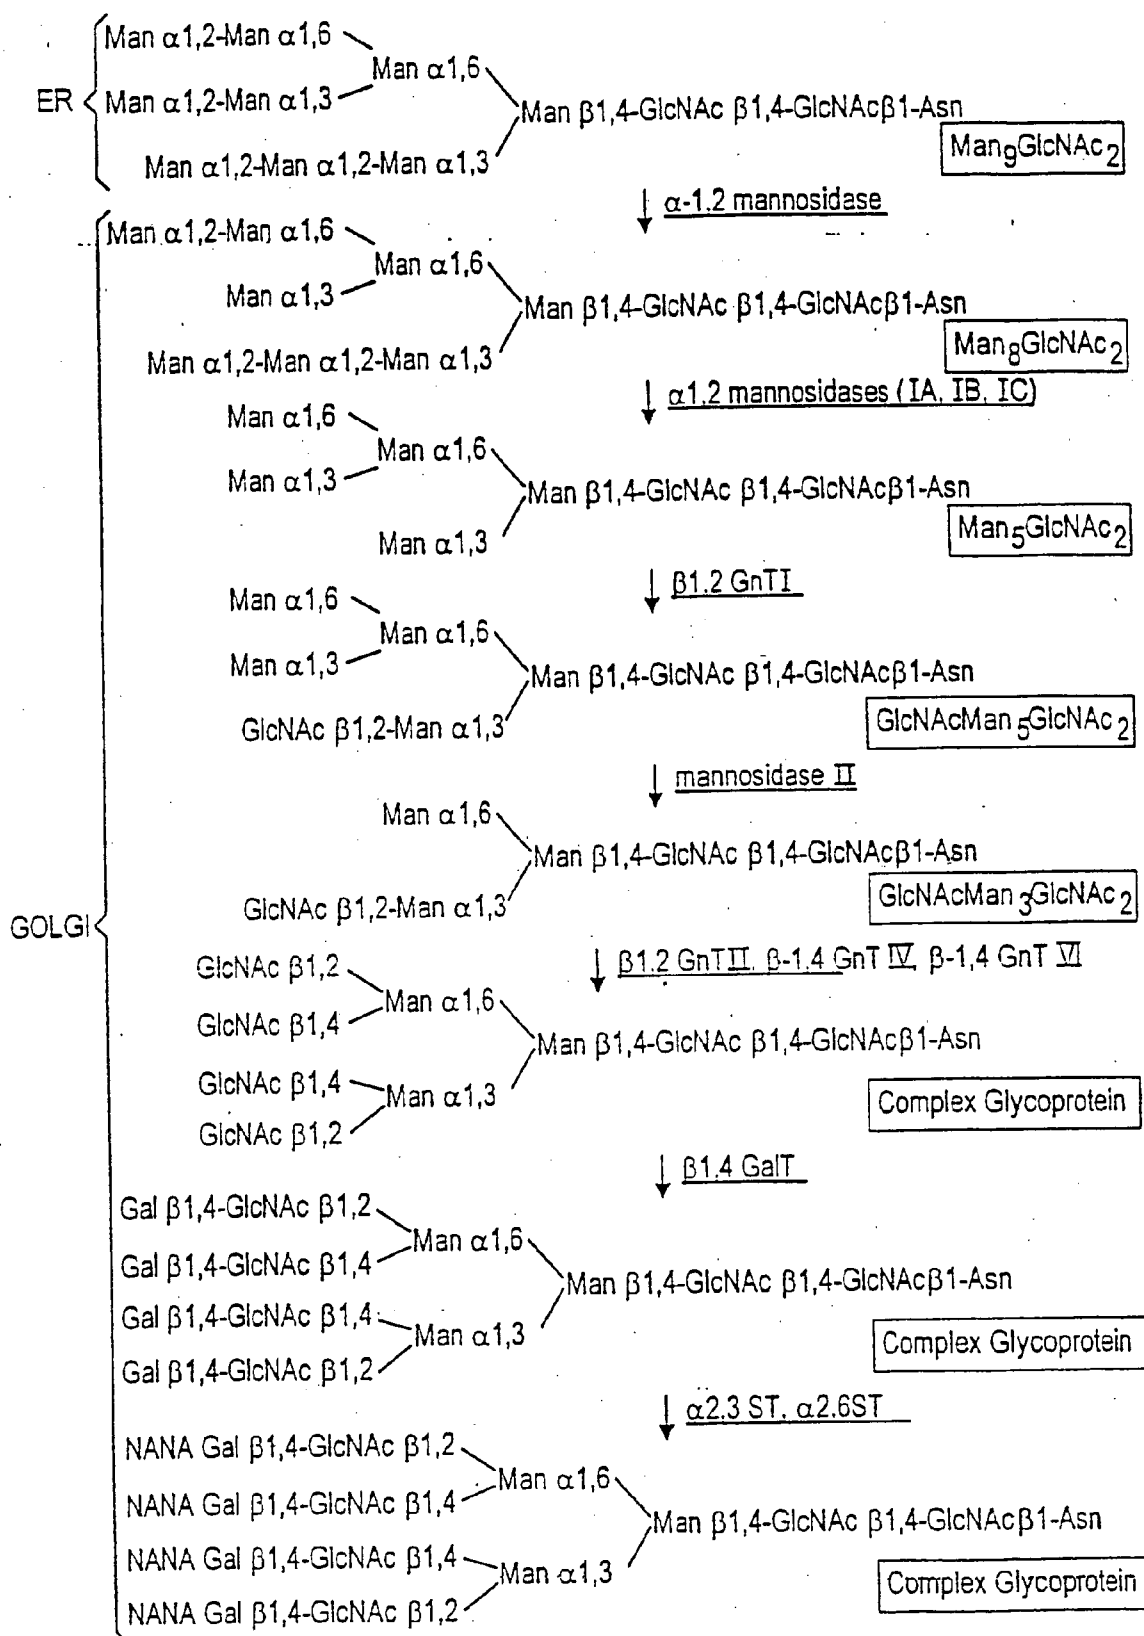 Man α1,2-Man α1,6
Man α1,6
ER
Man α1,2-Man α1,3
Man β1,4-GlcNAc β1,4-GlcNAcβ1-Asn
Man α1,2-Man α1,2-Man α1,3
Man9GlcNAc2
α-1.2 mannosidase
Man α1,2-Man α1,6
Man α1,6
Man α1,3
Man β1,4-GlcNAc β1,4-GlcNAcβ1-Asn
Man α1,2-Man α1,2-Man α1,3
Man8GlcNAc2
α1.2 mannosidases (IA, IB, IC)
Man α1,6
Man α1,6
Man α1,3
Man β1,4-GlcNAc β1,4-GlcNAcβ1-Asn
Man α1,3
Man5GlcNAc2
β1.2 GnTI
Man α1,6
Man α1,6
Man α1,3
Man β1,4-GlcNAc β1,4-GlcNAcβ1-Asn
GlcNAc β1,2-Man α1,3
GlcNAcMan5GlcNAc2
mannosidase II
Man α1,6
Man β1,4-GlcNAc β1,4-GlcNAcβ1-Asn
GlcNAc β1,2-Man α1,3
GlcNAcMan3GlcNAc2
GOLGI
β1.2 GnTII, β-1.4 GnT IV, β-1,4 GnT VI
GlcNAc β1,2
Man α1,6
GlcNAc β1,4
Man β1,4-GlcNAc β1,4-GlcNAcβ1-Asn
GlcNAc β1,4
Man α1,3
GlcNAc β1,2
Complex Glycoprotein
β1.4 GalT
Gal β1,4-GlcNAc β1,2
Man α1,6
Gal β1,4-GlcNAc β1,4
Man β1,4-GlcNAc β1,4-GlcNAcβ1-Asn
Gal β1,4-GlcNAc β1,4
Man α1,3
Gal β1,4-GlcNAc β1,2
Complex Glycoprotein
α2.3 ST, α2.6ST
NANA Gal β1,4-GlcNAc β1,2
Man α1,6
NANA Gal β1,4-GlcNAc β1,4
Man β1,4-GlcNAc β1,4-GlcNAcβ1-Asn
NANA Gal β1,4-GlcNAc β1,4
Man α1,3
NANA Gal β1,4-GlcNAc β1,2
Complex Glycoprotein